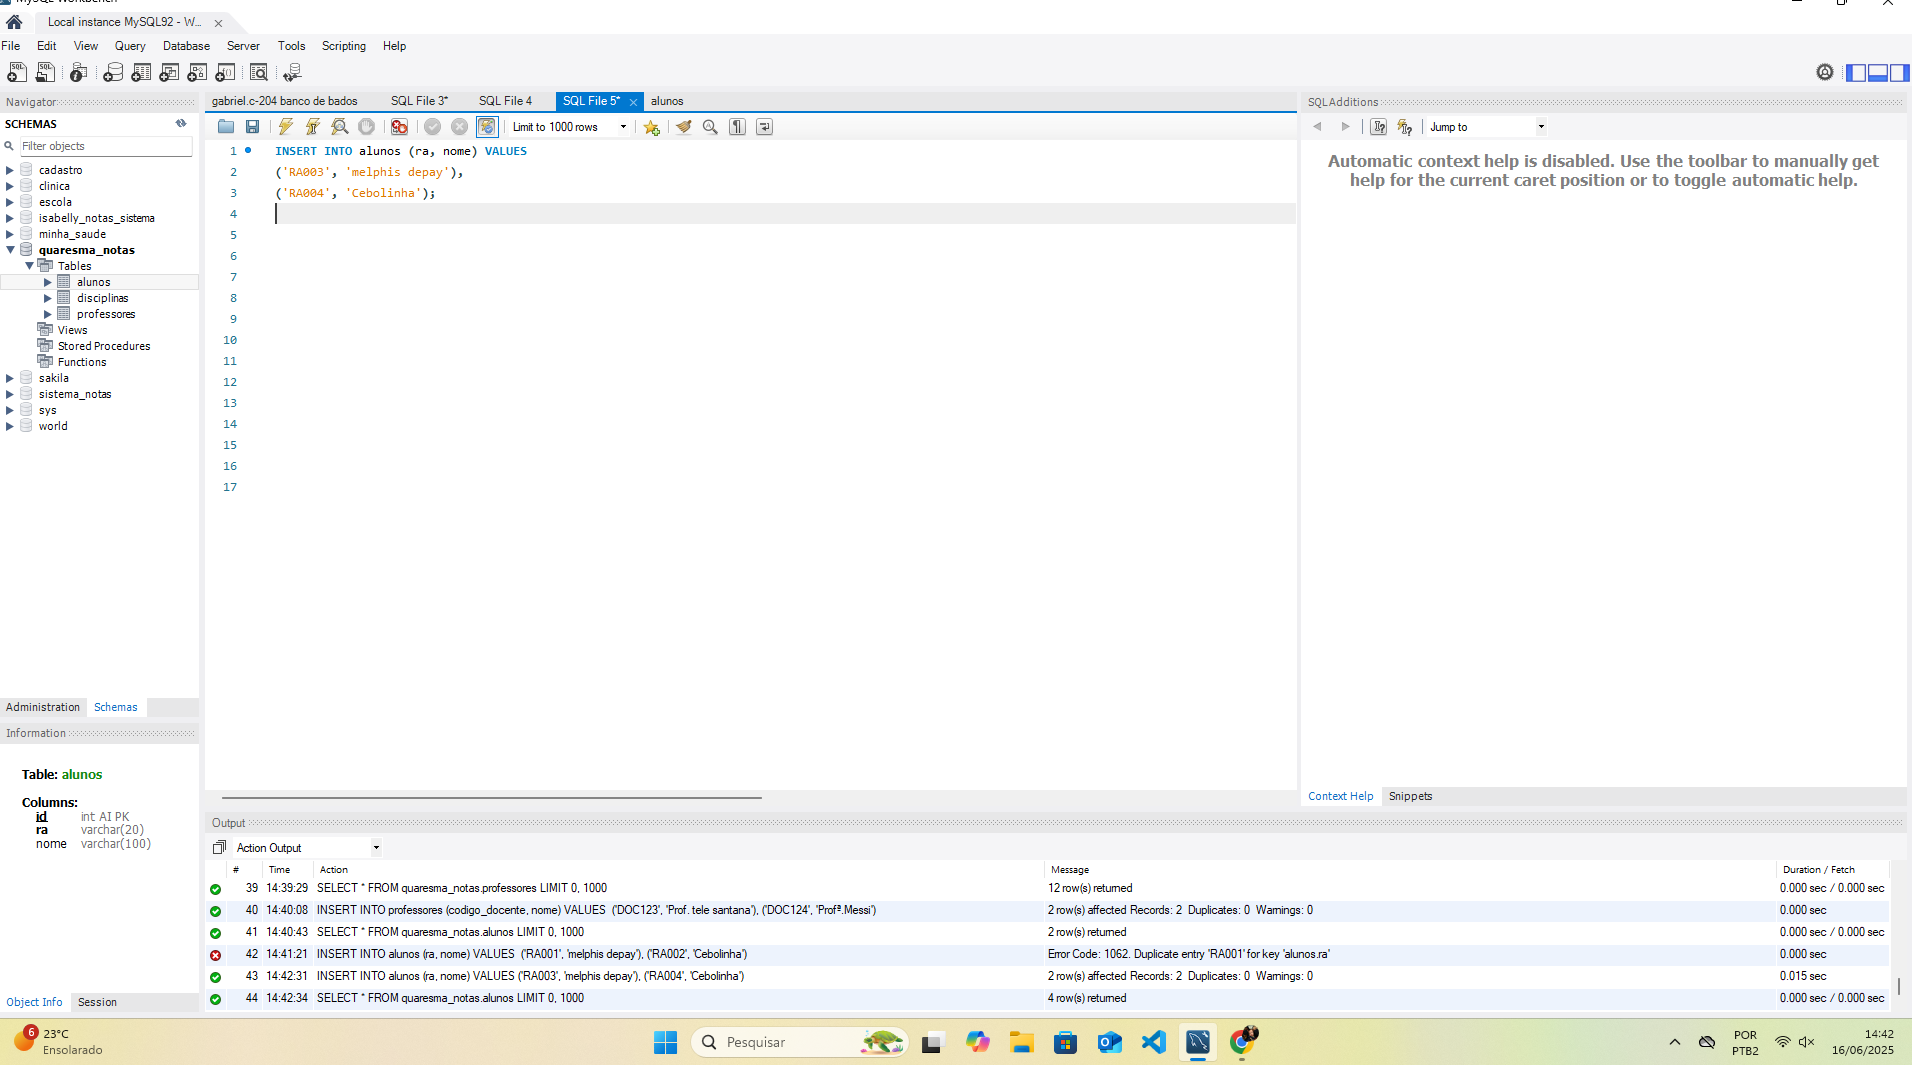 MySQL Workbench
Local instance MySQL92 - W...
File Edit View Query Database Server Tools Scripting Help
Navigator
SCHEMAS
Filter objects
cadastro
clinica
escola
isabelly_notas_sistema
minha_saude
quaresma_notas
Tables
alunos
disciplinas
professores
Views
Stored Procedures
Functions
sakila
sistema_notas
sys
world
Administration Schemas
Information
Table: alunos
Columns:
id int AI PK
ra varchar(20)
nome varchar(100)
Object Info Session
gabriel.c-204 banco de bados SQL File 3* SQL File 4 SQL File 5* alunos
Limit to 1000 rows
1 INSERT INTO alunos (ra, nome) VALUES
2 ('RA003', 'melphis depay'),
3 ('RA004', 'Cebolinha');
4
5
6
7
8
9
10
11
12
13
14
15
16
17
SQLAdditions
Jump to
Automatic context help is disabled. Use the toolbar to manually get
help for the current caret position or to toggle automatic help.
Context Help Snippets
Output
Action Output
# Time Action Message Duration / Fetch
39 14:39:29 SELECT * FROM quaresma_notas.professores LIMIT 0, 1000 12 row(s) returned 0.000 sec / 0.000 sec
40 14:40:08 INSERT INTO professores (codigo_docente, nome) VALUES ('DOC123', 'Prof. tele santana'), ('DOC124', 'Profª.Messi') 2 row(s) affected Records: 2 Duplicates: 0 Warnings: 0 0.000 sec
41 14:40:43 SELECT * FROM quaresma_notas.alunos LIMIT 0, 1000 2 row(s) returned 0.000 sec / 0.000 sec
42 14:41:21 INSERT INTO alunos (ra, nome) VALUES ('RA001', 'melphis depay'), ('RA002', 'Cebolinha') Error Code: 1062. Duplicate entry 'RA001' for key 'alunos.ra' 0.000 sec
43 14:42:31 INSERT INTO alunos (ra, nome) VALUES ('RA003', 'melphis depay'), ('RA004', 'Cebolinha') 2 row(s) affected Records: 2 Duplicates: 0 Warnings: 0 0.015 sec
44 14:42:34 SELECT * FROM quaresma_notas.alunos LIMIT 0, 1000 4 row(s) returned 0.000 sec / 0.000 sec
6
23°C
Ensolarado
Pesquisar
POR
PTB2
14:42
16/06/2025